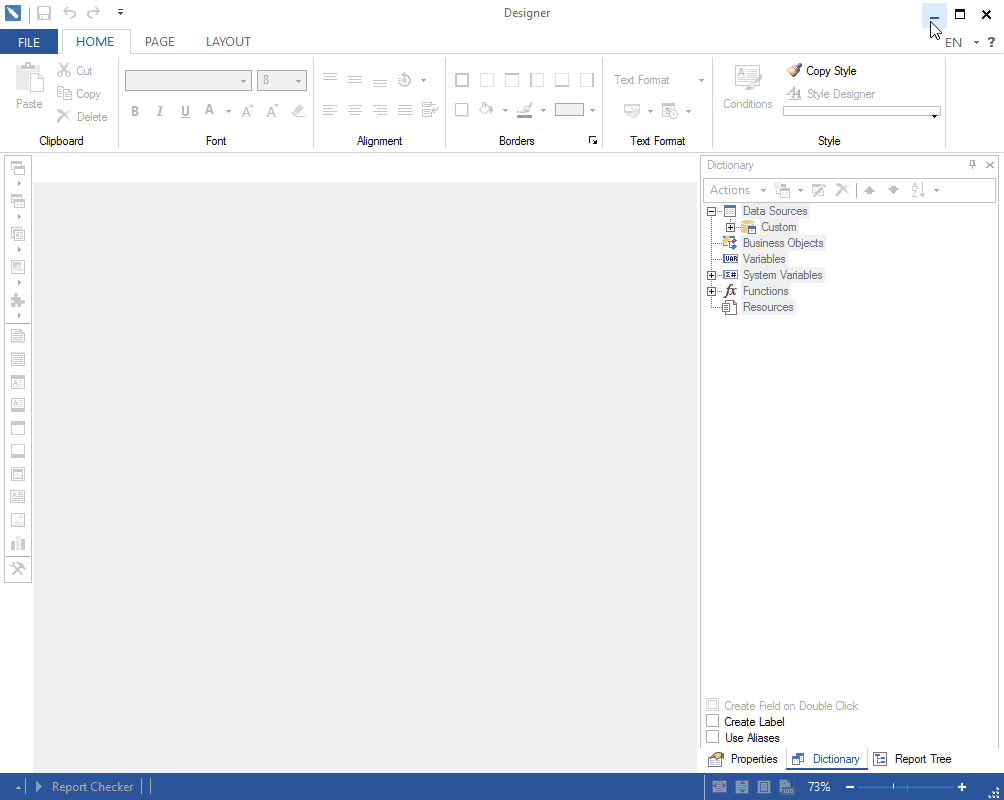 Designer
FILE
HOME
PAGE
LAYOUT
EN
?
Paste
Cut
Copy
Delete
Clipboard
8
B I U A A A
Font
Alignment
Borders
Text Format
Text Format
Conditions
Copy Style
Style Designer
Style
Dictionary
Actions
Data Sources
Custom
Business Objects
Variables
System Variables
Functions
Resources
Create Field on Double Click
Create Label
Use Aliases
Properties
Dictionary
Report Tree
Report Checker
73%